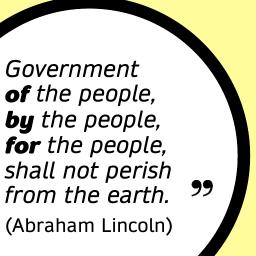 Government
of the people,
by the people,
for the people,
shall not perish
from the earth. ”
(Abraham Lincoln)